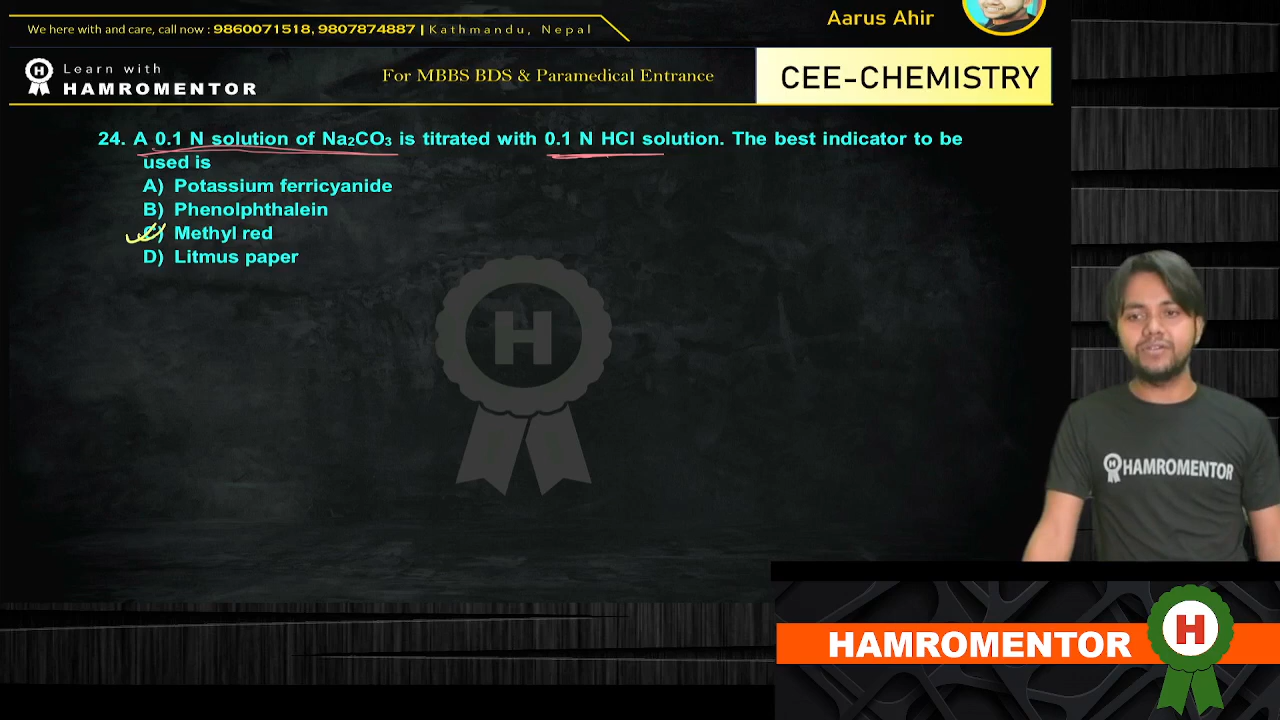 Aarus Ahir
We here with and care, call now : 9860071518, 9807874887 | Kathmandu, Nepal
H
Learn with
HAMROMENTOR
For MBBS BDS & Paramedical Entrance
CEE-CHEMISTRY
24. A 0.1 N solution of Na₂CO₃ is titrated with 0.1 N HCl solution. The best indicator to be
used is
A) Potassium ferricyanide
B) Phenolphthalein
C) Methyl red
D) Litmus paper
H
H HAMROMENTOR
HAMROMENTOR
H